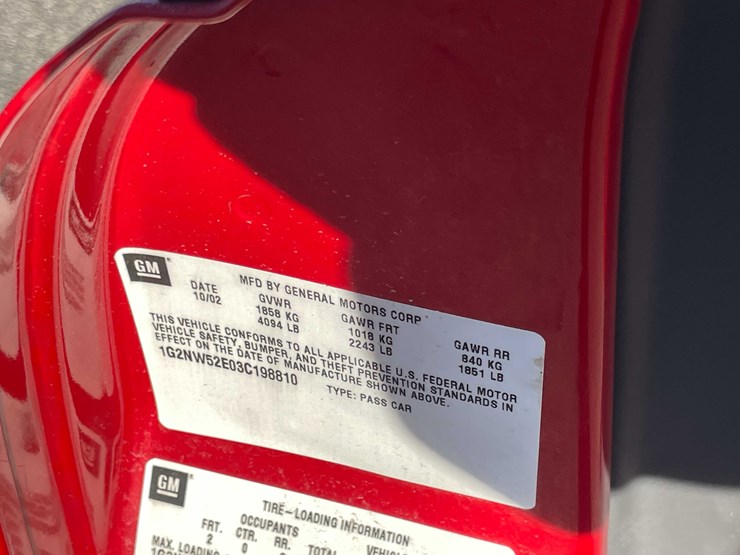 GM
MFD BY GENERAL MOTORS CORP
DATE GVWR GAWR FRT GAWR RR
10/02 1858 KG 1018 KG 840 KG
4094 LB 2243 LB 1851 LB
THIS VEHICLE CONFORMS TO ALL APPLICABLE U.S. FEDERAL MOTOR
VEHICLE SAFETY, BUMPER, AND THEFT PREVENTION STANDARDS IN
EFFECT ON THE DATE OF MANUFACTURE SHOWN ABOVE.
1G2NW52E03C198810 TYPE: PASS CAR
GM
TIRE-LOADING INFORMATION
OCCUPANTS
FRT. CTR. RR. TOTAL
2 0
MAX. LOADING